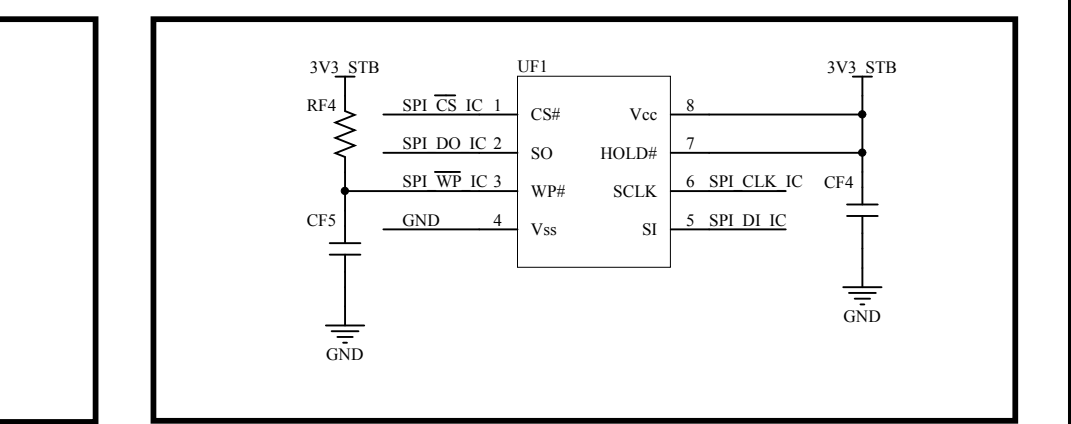 3V3_STB
UF1
3V3_STB
RF4
SPI_CS_IC 1
CS#
Vcc
8
SPI_DO_IC 2
SO
HOLD#
7
SPI_WP_IC 3
WP#
SCLK
6 SPI_CLK_IC
CF4
CF5
GND 4
Vss
SI
5 SPI_DI_IC
GND
GND